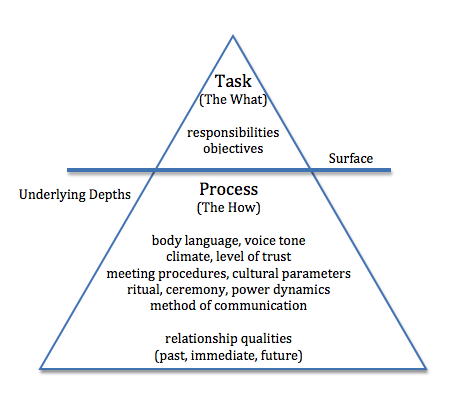 Task
(The What)
responsibilities
objectives
Surface
Underlying Depths
Process
(The How)
body language, voice tone
climate, level of trust
meeting procedures, cultural parameters
ritual, ceremony, power dynamics
method of communication
relationship qualities
(past, immediate, future)